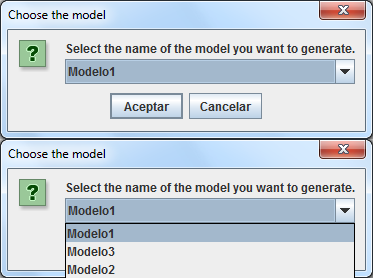 Choose the model
Select the name of the model you want to generate.
Modelo1
Aceptar Cancelar
Choose the model
Select the name of the model you want to generate.
Modelo1
Modelo1
Modelo3
Modelo2